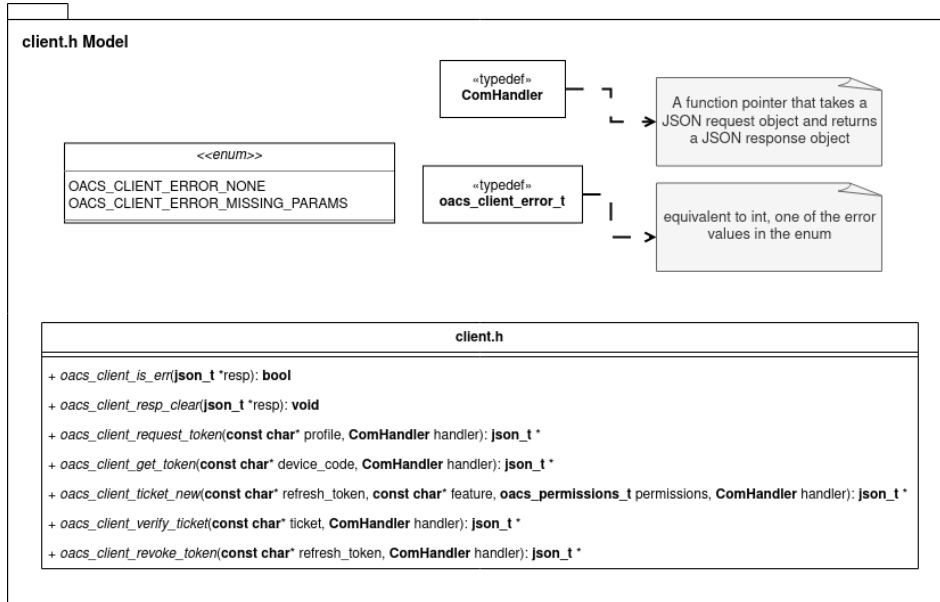 client.h Model
«typedef»
ComHandler
A function pointer that takes a
JSON request object and returns
a JSON response object
<<enum>>
OACS_CLIENT_ERROR_NONE
OACS_CLIENT_ERROR_MISSING_PARAMS
«typedef»
oacs_client_error_t
equivalent to int, one of the error
values in the enum
client.h
+ oacs_client_is_err(json_t *resp): bool
+ oacs_client_resp_clear(json_t *resp): void
+ oacs_client_request_token(const char* profile, ComHandler handler): json_t *
+ oacs_client_get_token(const char* device_code, ComHandler handler): json_t *
+ oacs_client_ticket_new(const char* refresh_token, const char* feature, oacs_permissions_t permissions, ComHandler handler): json_t *
+ oacs_client_verify_ticket(const char* ticket, ComHandler handler): json_t *
+ oacs_client_revoke_token(const char* refresh_token, ComHandler handler): json_t *